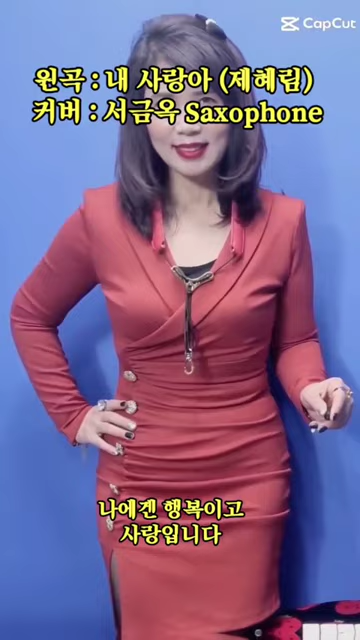 CapCut
원곡 : 내 사랑아 (제혜림)
커버 : 서금옥 Saxophone
나에겐 행복이고
사랑입니다